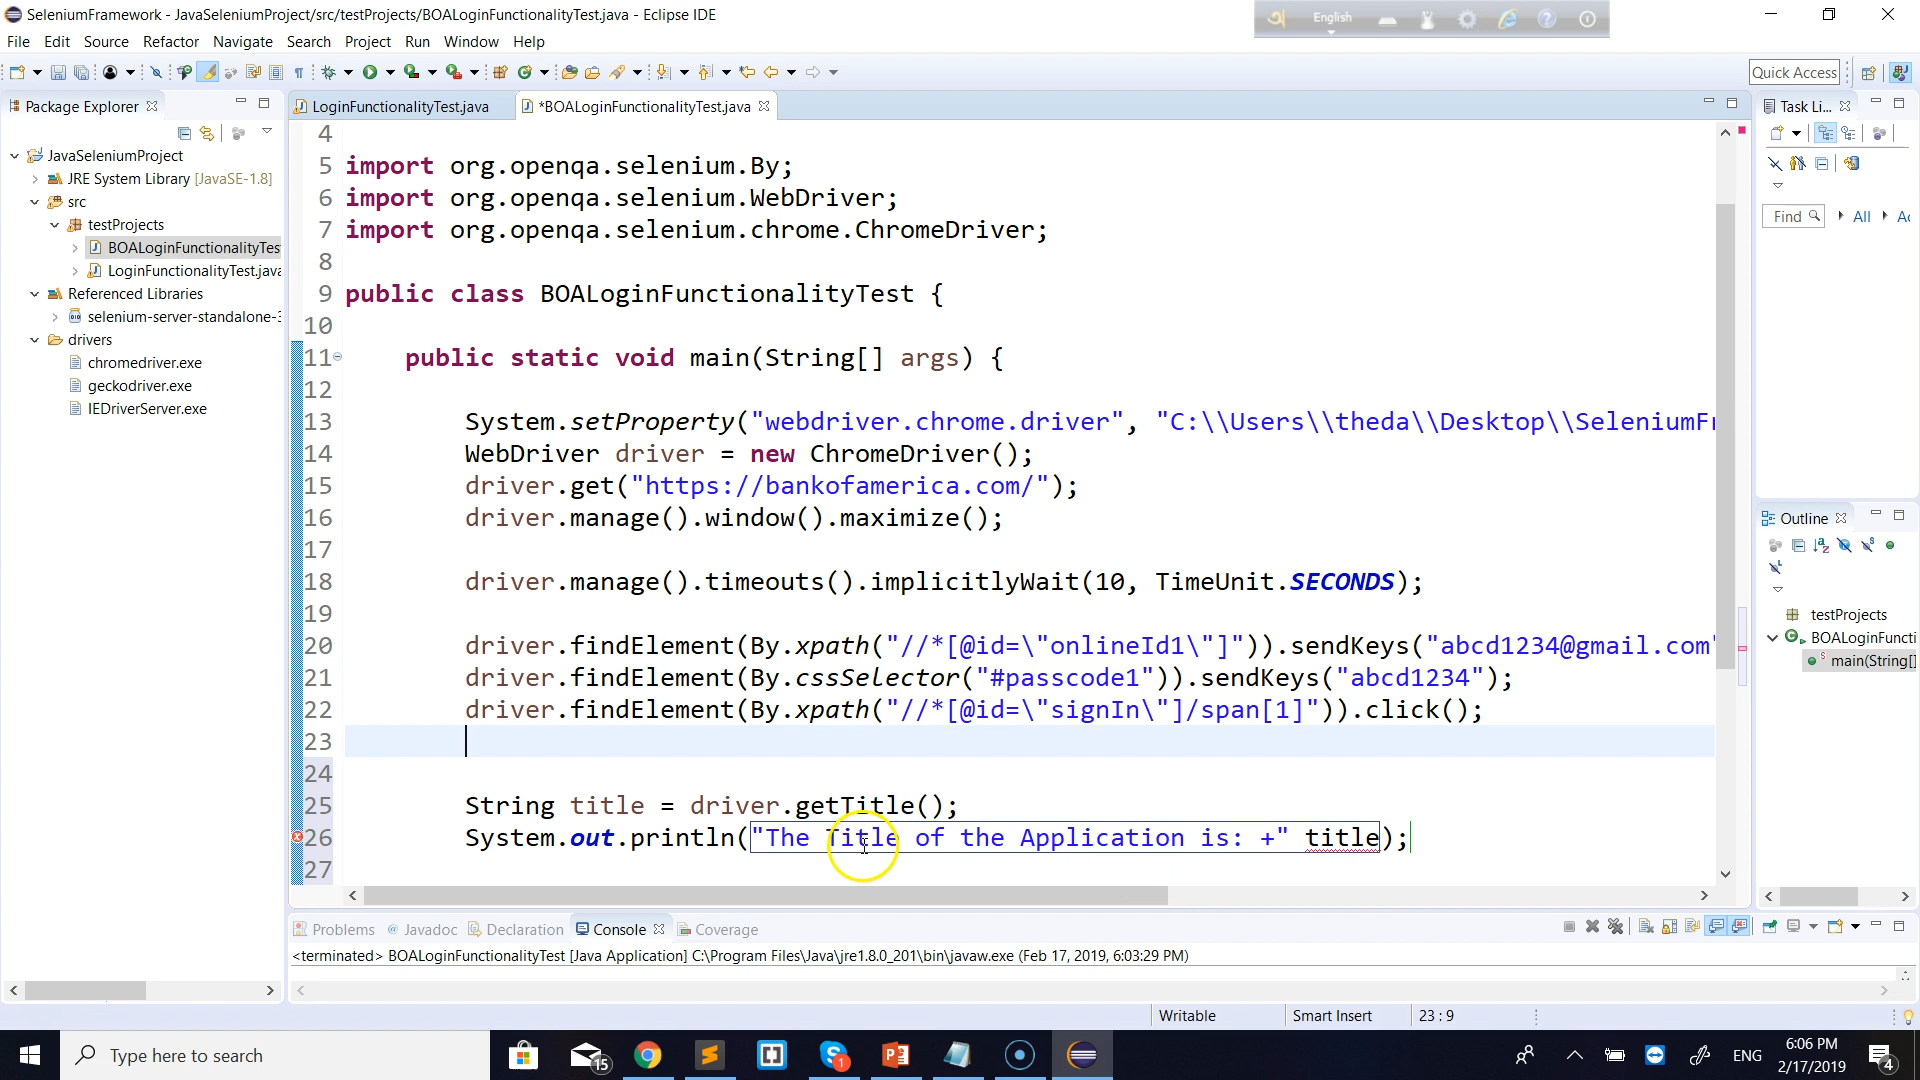 SeleniumFramework - JavaSeleniumProject/src/testProjects/BOALoginFunctionalityTest.java - Eclipse IDE
English
File Edit Source Refactor Navigate Search Project Run Window Help
Quick Access
Package Explorer
LoginFunctionalityTest.java
*BOALoginFunctionalityTest.java
Task Li...
JavaSeleniumProject
JRE System Library [JavaSE-1.8]
src
testProjects
BOALoginFunctionalityTes
LoginFunctionalityTest.java
Referenced Libraries
selenium-server-standalone-3
drivers
chromedriver.exe
geckodriver.exe
IEDriverServer.exe
4
5 import org.openqa.selenium.By;
6 import org.openqa.selenium.WebDriver;
7 import org.openqa.selenium.chrome.ChromeDriver;
8
9 public class BOALoginFunctionalityTest {
10
11 public static void main(String[] args) {
12
13 System.setProperty("webdriver.chrome.driver", "C:\\Users\\theda\\Desktop\\SeleniumFr
14 WebDriver driver = new ChromeDriver();
15 driver.get("https://bankofamerica.com/");
16 driver.manage().window().maximize();
17
18 driver.manage().timeouts().implicitlyWait(10, TimeUnit.SECONDS);
19
20 driver.findElement(By.xpath("//*[@id=\"onlineId1\"]")).sendKeys("abcd1234@gmail.com"
21 driver.findElement(By.cssSelector("#passcode1")).sendKeys("abcd1234");
22 driver.findElement(By.xpath("//*[@id=\"signIn\"]/span[1]")).click();
23
24
25 String title = driver.getTitle();
26 System.out.println("The Title of the Application is: +" title);
27
Find All Ac
Outline
testProjects
BOALoginFuncti
main(String[]
Problems Javadoc Declaration Console Coverage
<terminated> BOALoginFunctionalityTest [Java Application] C:\Program Files\Java\jre1.8.0_201\bin\javaw.exe (Feb 17, 2019, 6:03:29 PM)
Writable Smart Insert 23 : 9
Type here to search
15
1
ENG
6:06 PM
2/17/2019
4